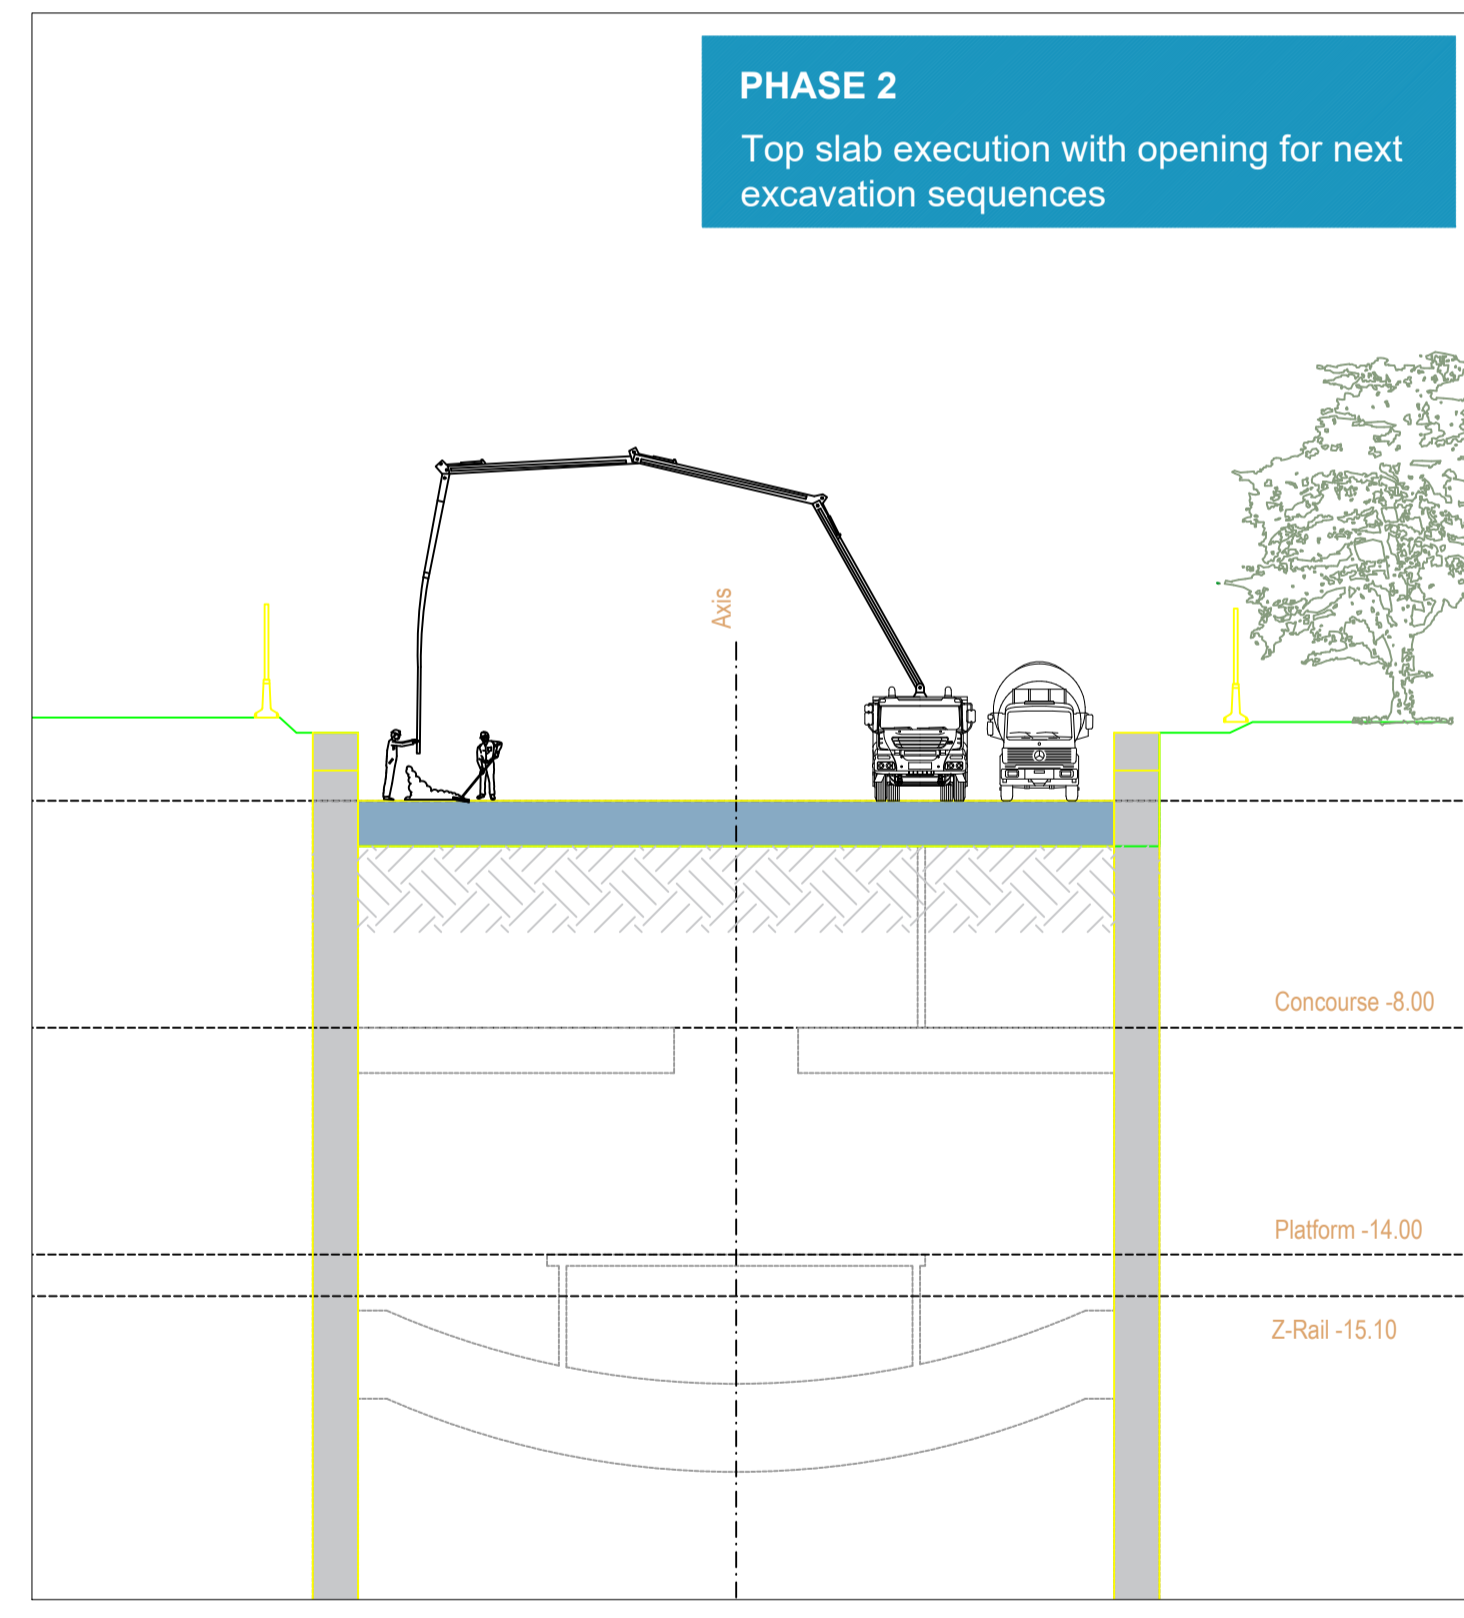 PHASE 2
Top slab execution with opening for next
excavation sequences
Axis
Concourse -8.00
Platform -14.00
Z-Rail -15.10